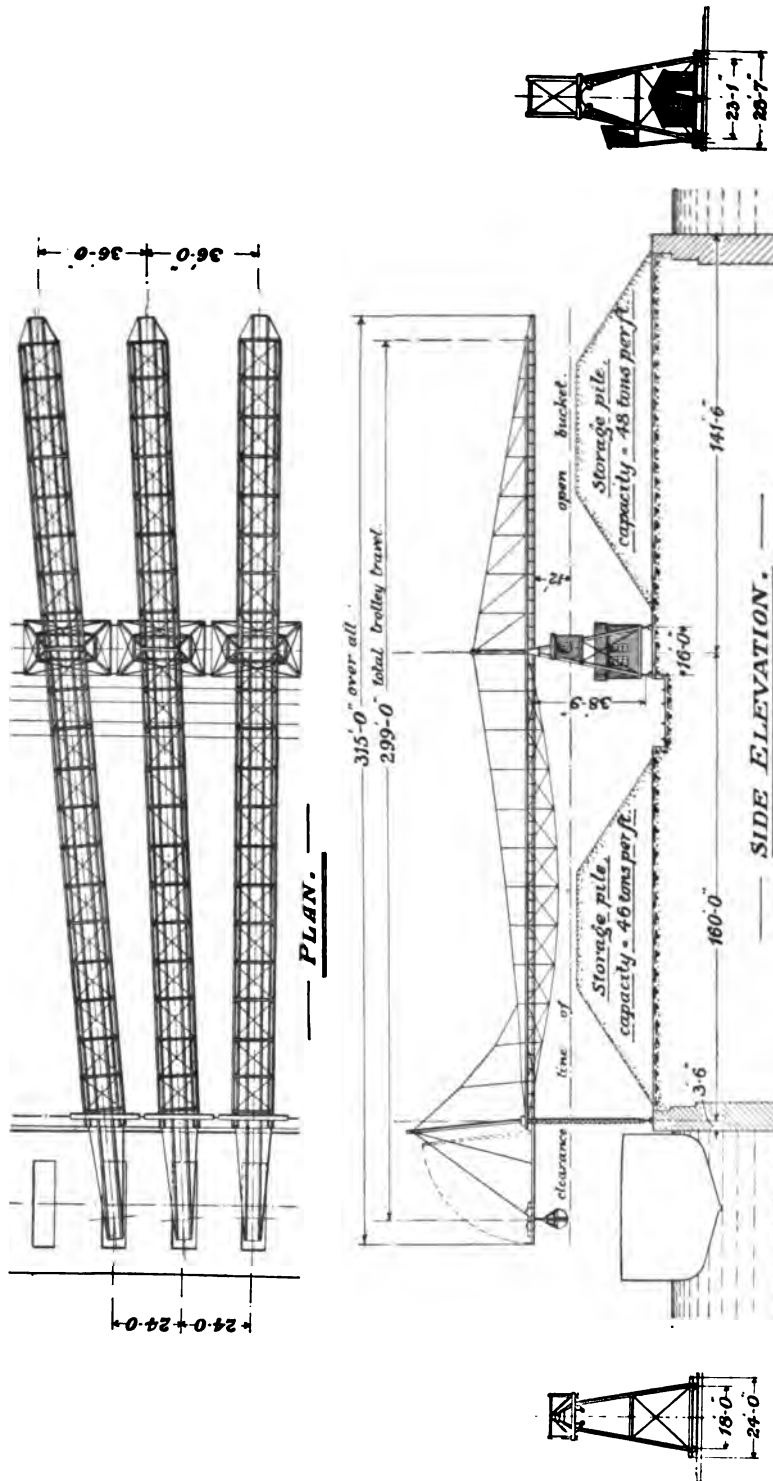 36'-0"
36'-0"
24'-0
24'-0
PLAN.
315'-0" over all
299'-0" total trolley travel.
clearance line of open bucket
12'
38'-9"
Storage pile
capacity = 46 tons per ft.
Storage pile
capacity = 48 tons per ft.
16'-0"
3'-6"
160'-0"
141'-6
SIDE ELEVATION.
23'-1"
28'-7"
18'-0"
24'-0"